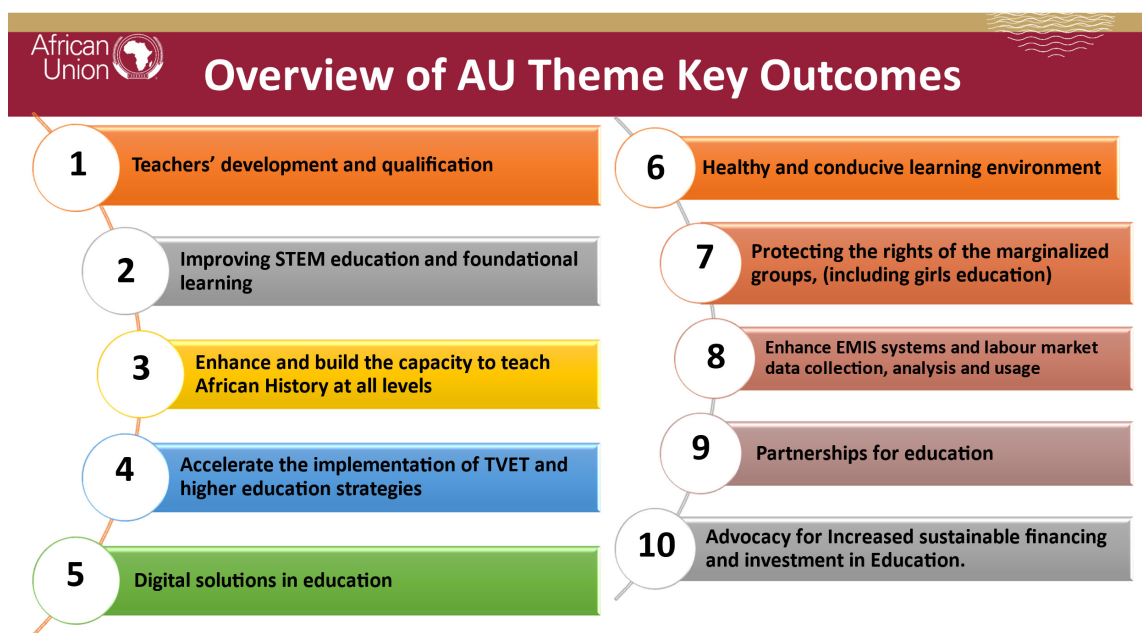 African
Union
Overview of AU Theme Key Outcomes
1
Teachers’ development and qualification
2
Improving STEM education and foundational
learning
3
Enhance and build the capacity to teach
African History at all levels
4
Accelerate the implementation of TVET and
higher education strategies
5
Digital solutions in education
6
Healthy and conducive learning environment
7
Protecting the rights of the marginalized
groups, (including girls education)
8
Enhance EMIS systems and labour market
data collection, analysis and usage
9
Partnerships for education
10
Advocacy for Increased sustainable financing
and investment in Education.